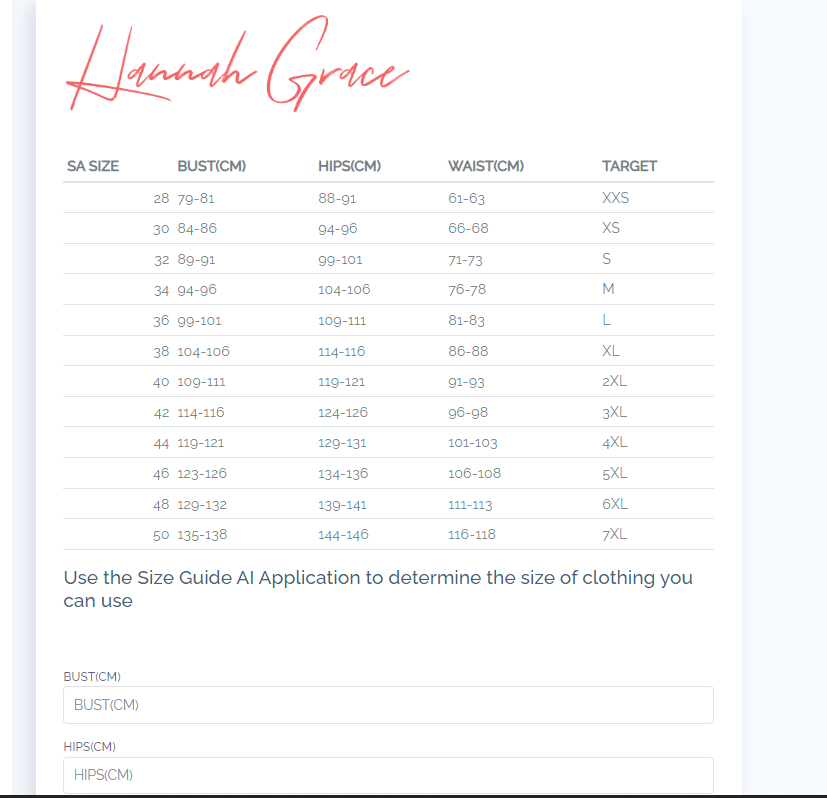 Hannah Grace
SA SIZE BUST(CM) HIPS(CM) WAIST(CM) TARGET
28 79-81 88-91 61-63 XXS
30 84-86 94-96 66-68 XS
32 89-91 99-101 71-73 S
34 94-96 104-106 76-78 M
36 99-101 109-111 81-83 L
38 104-106 114-116 86-88 XL
40 109-111 119-121 91-93 2XL
42 114-116 124-126 96-98 3XL
44 119-121 129-131 101-103 4XL
46 123-126 134-136 106-108 5XL
48 129-132 139-141 111-113 6XL
50 135-138 144-146 116-118 7XL
Use the Size Guide AI Application to determine the size of clothing you
can use
BUST(CM)
BUST(CM)
HIPS(CM)
HIPS(CM)